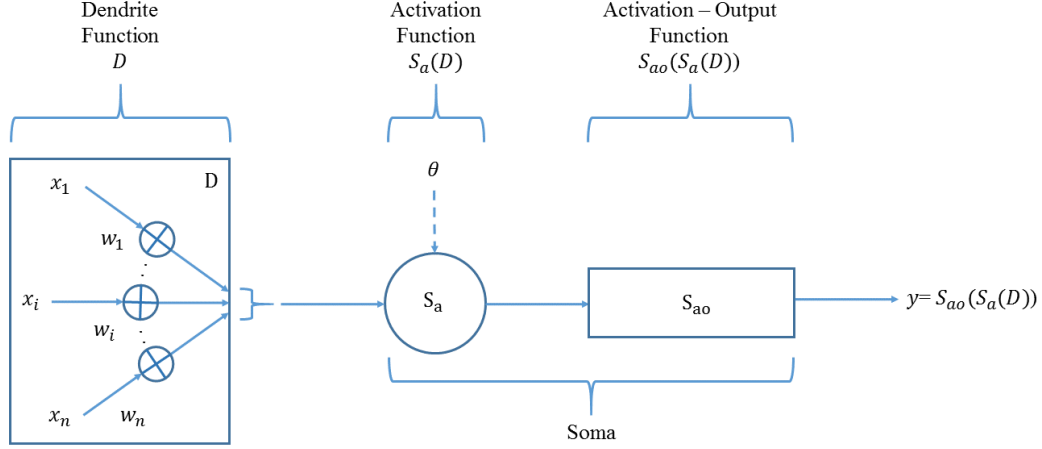 Dendrite
Function
D
Activation
Function
Sₐ(D)
Activation – Output
Function
Sₐₒ(Sₐ(D))
D
x₁
w₁
xᵢ
wᵢ
xₙ
wₙ
θ
Sₐ
Sₐₒ
y= Sₐₒ(Sₐ(D))
Soma